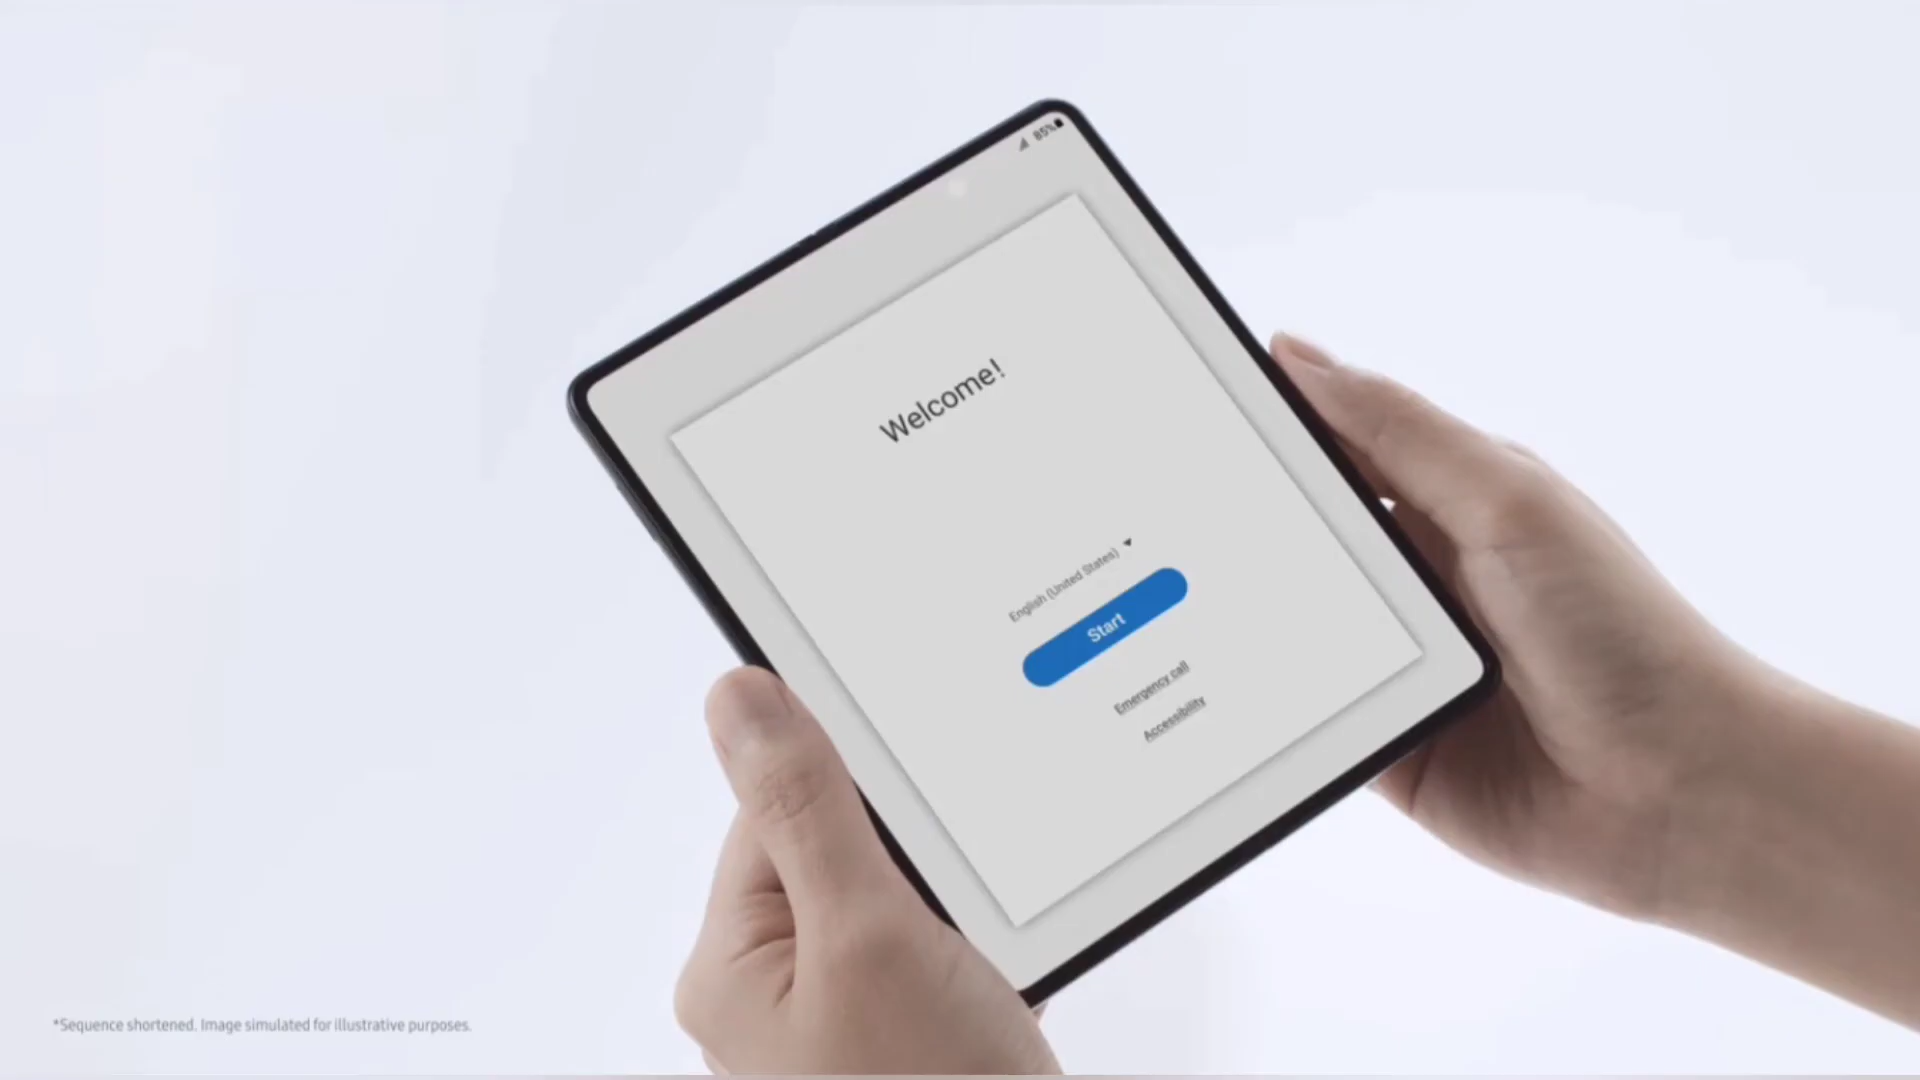 85%
Welcome!
English (United States)
Start
Emergency call
Accessibility
*Sequence shortened. Image simulated for illustrative purposes.